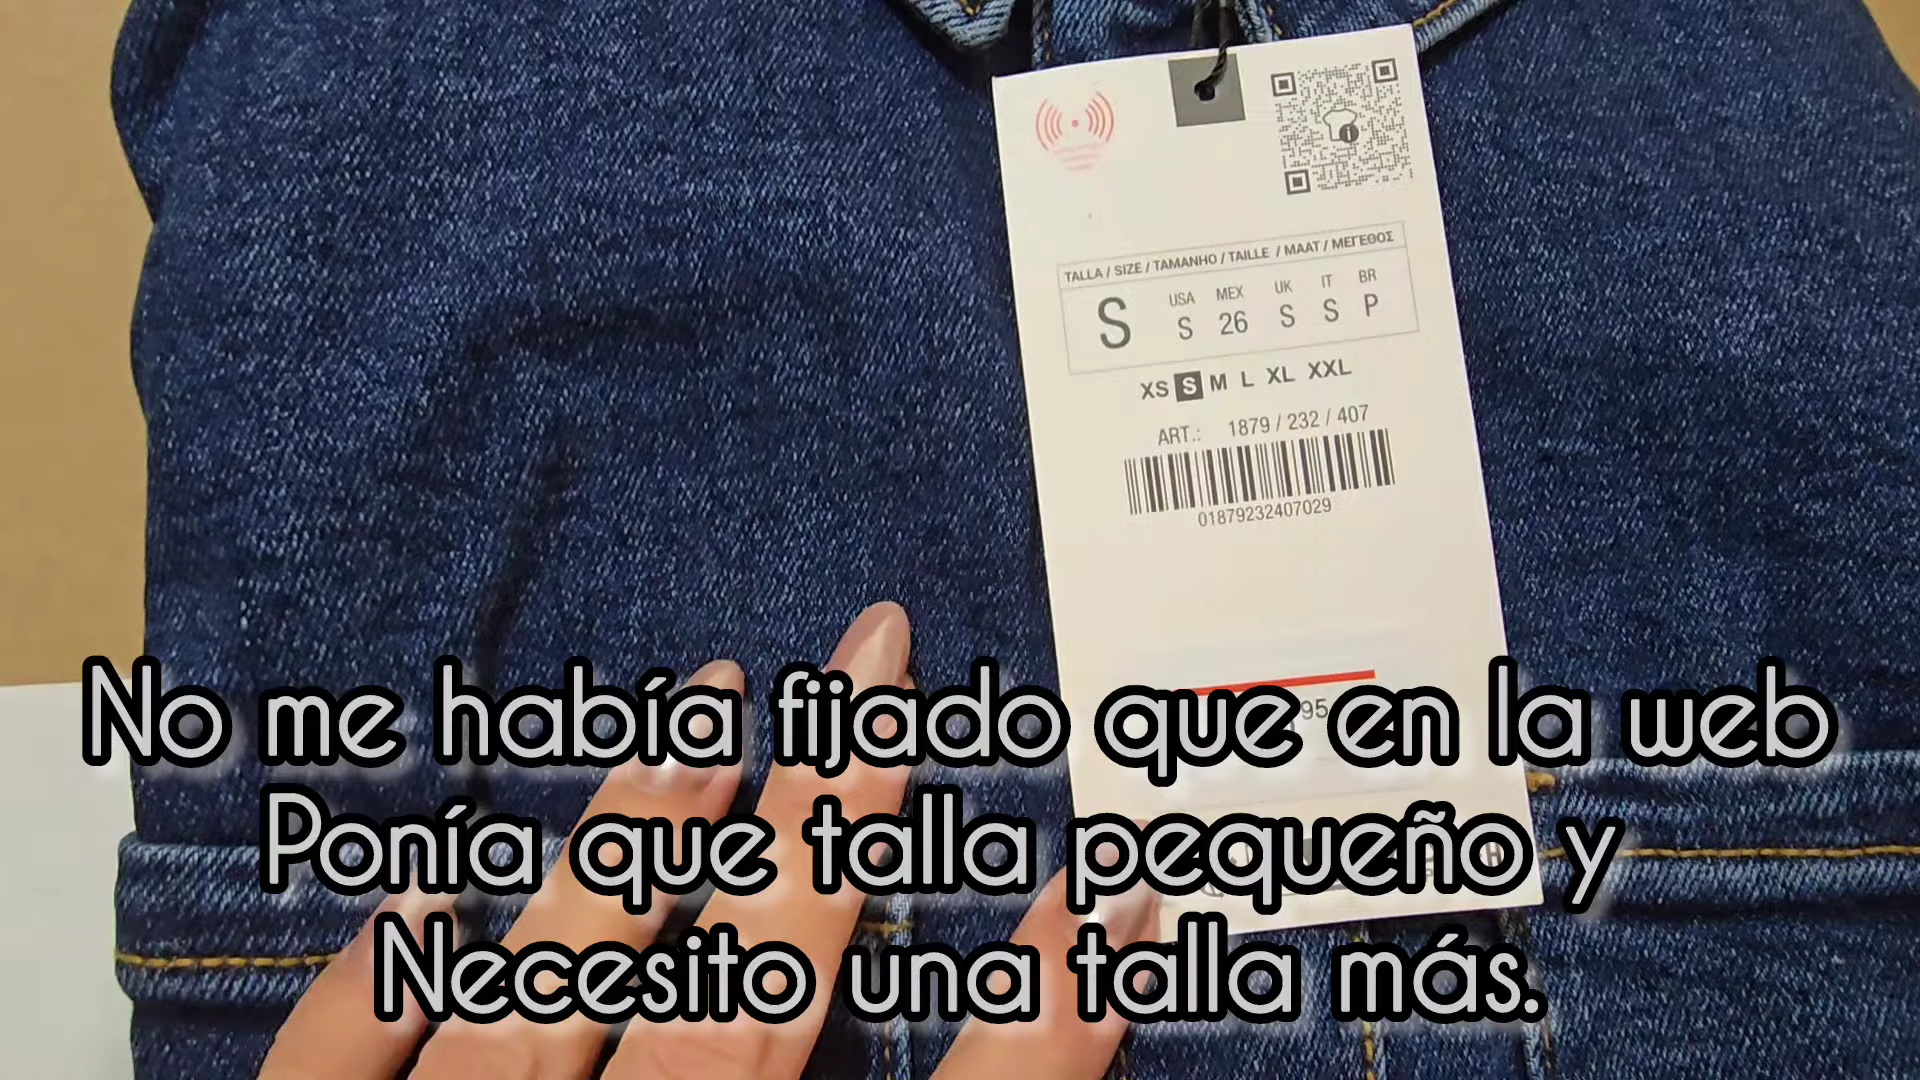 TALLA / SIZE / TAMANHO / TAILLE / MAAT / ΜΕΓΕΘΟΣ
USA MEX UK IT BR
S S 26 S S P
XS S M L XL XXL
ART.: 1879 / 232 / 407
01879232407029
95
No me había fijado que en la web
Ponía que talla pequeño y
Necesito una talla más.